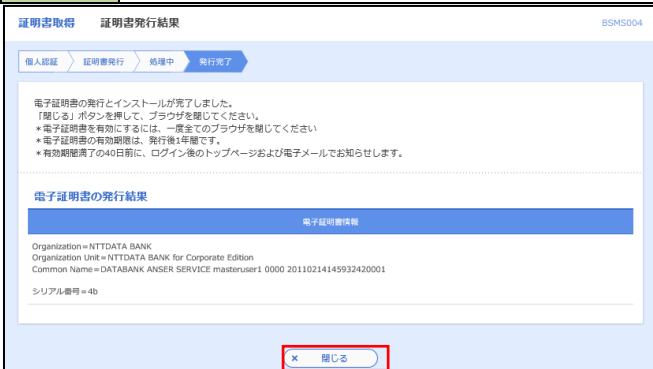 証明書取得 証明書発行結果 BSMS004
個人認証 証明書発行 処理中 発行完了
電子証明書の発行とインストールが完了しました。
「閉じる」ボタンを押して、ブラウザを閉じてください。
＊電子証明書を有効にするには、一度全てのブラウザを閉じてください
＊電子証明書の有効期限は、発行後1年間です。
＊有効期間満了の40日前に、ログイン後のトップページおよび電子メールでお知らせします。
電子証明書の発行結果
電子証明書情報
Organization=NTTDATA BANK
Organization Unit=NTTDATA BANK for Corporate Edition
Common Name=DATABANK ANSER SERVICE masteruser1 0000 20110214145932420001
シリアル番号=4b
× 閉じる